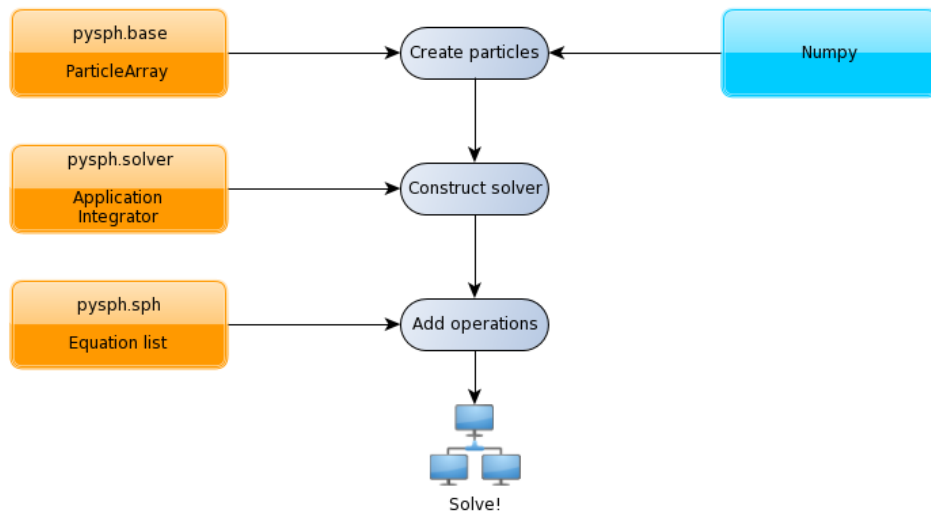 pysph.base
ParticleArray
Create particles
Numpy
pysph.solver
Application
Integrator
Construct solver
pysph.sph
Equation list
Add operations
Solve!